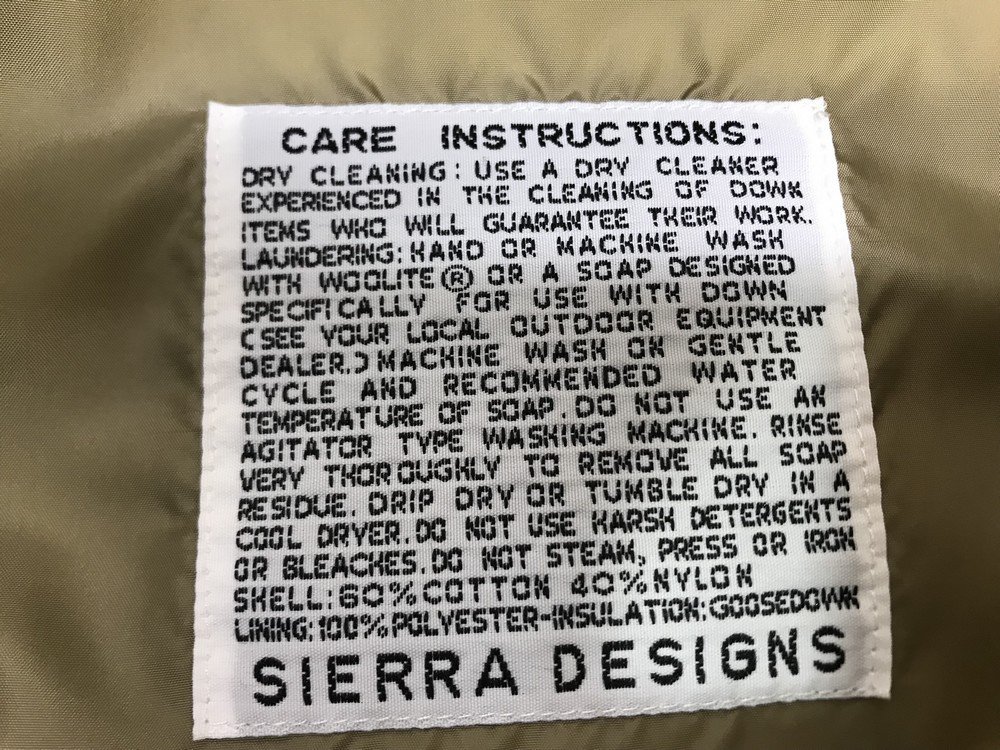 CARE INSTRUCTIONS:
DRY CLEANING: USE A DRY CLEANER
EXPERIENCED IN THE CLEANING OF DOWN
ITEMS WHO WILL GUARANTEE THEIR WORK.
LAUNDERING: HAND OR MACHINE WASH
WITH WOOLITE® OR A SOAP DESIGNED
SPECIFICALLY FOR USE WITH DOWN
(SEE YOUR LOCAL OUTDOOR EQUIPMENT
DEALER.) MACHINE WASH ON GENTLE
CYCLE AND RECOMMENDED WATER
TEMPERATURE OF SOAP. DO NOT USE AN
AGITATOR TYPE WASHING MACHINE. RINSE
VERY THOROUGHLY TO REMOVE ALL SOAP
RESIDUE. DRIP DRY OR TUMBLE DRY IN A
COOL DRYER. DO NOT USE HARSH DETERGENTS
OR BLEACHES. DO NOT STEAM, PRESS OR IRON
SHELL: 60% COTTON 40% NYLON
LINING: 100% POLYESTER-INSULATION: GOOSEDOWN
SIERRA DESIGNS